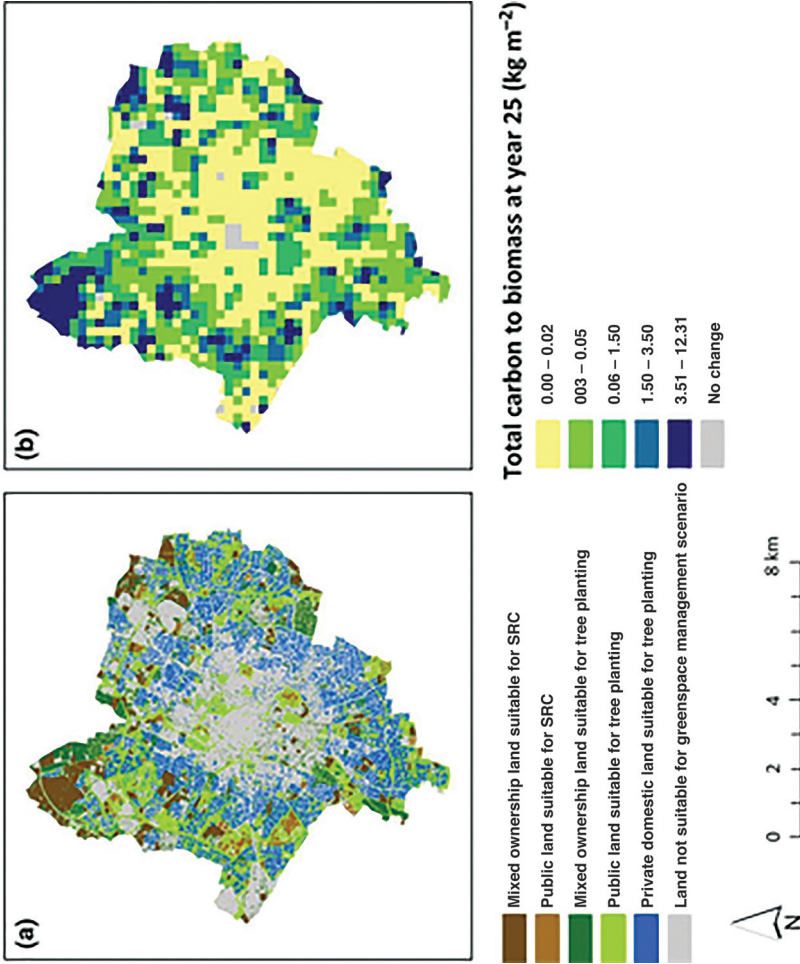 (a)
(b)
Mixed ownership land suitable for SRC
Public land suitable for SRC
Mixed ownership land suitable for tree planting
Public land suitable for tree planting
Private domestic land suitable for tree planting
Land not suitable for greenspace management scenario
Total carbon to biomass at year 25 (kg m⁻²)
0.00 – 0.02
003 – 0.05
0.06 – 1.50
1.50 – 3.50
3.51 – 12.31
No change
N
0 2 4 8 km